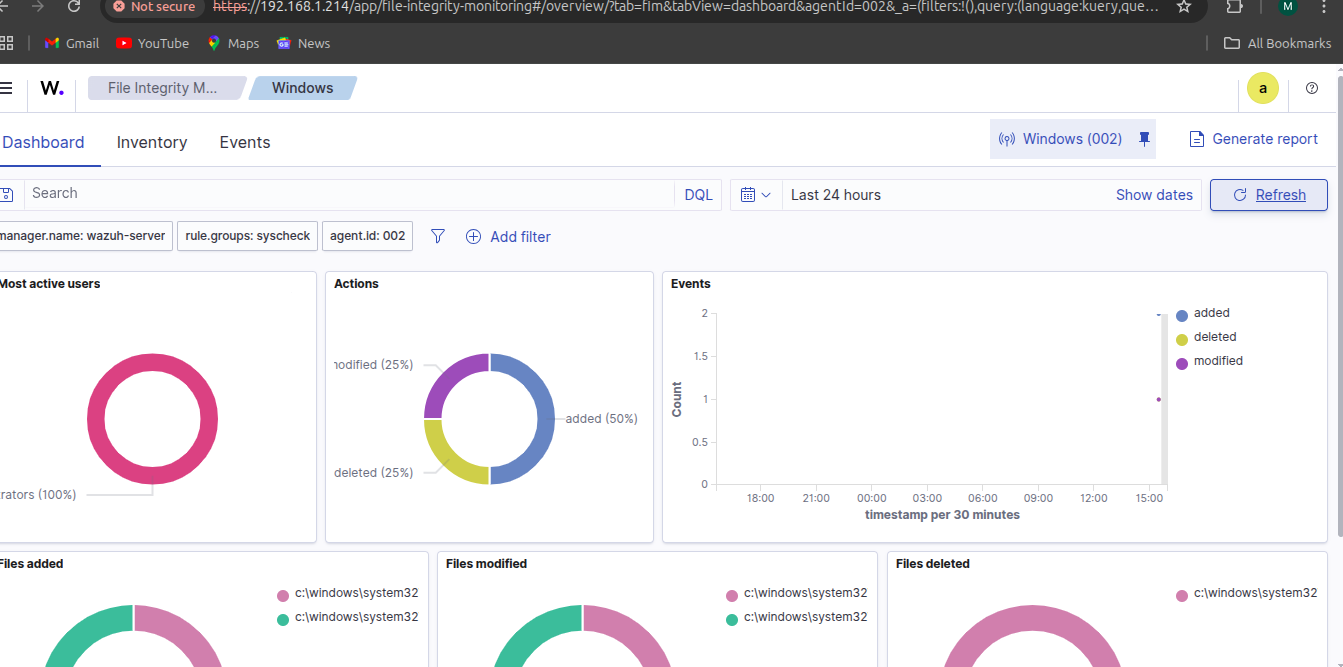 Not secure https://192.168.1.214/app/file-integrity-monitoring#/overview/?tab=fim&tabView=dashboard&agentId=002&_a=(filters:!(),query:(language:kuery,que... M
Gmail YouTube Maps News All Bookmarks
W. File Integrity M... Windows a
Dashboard Inventory Events Windows (002) Generate report
Search DQL Last 24 hours Show dates Refresh
manager.name: wazuh-server rule.groups: syscheck agent.id: 002 Add filter
Most active users
rators (100%)
Actions
modified (25%)
added (50%)
deleted (25%)
Events
2
1.5
1
0.5
0
Count
18:00 21:00 00:00 03:00 06:00 09:00 12:00 15:00
timestamp per 30 minutes
added
deleted
modified
Files added
c:\windows\system32
c:\windows\system32
Files modified
c:\windows\system32
c:\windows\system32
Files deleted
c:\windows\system32